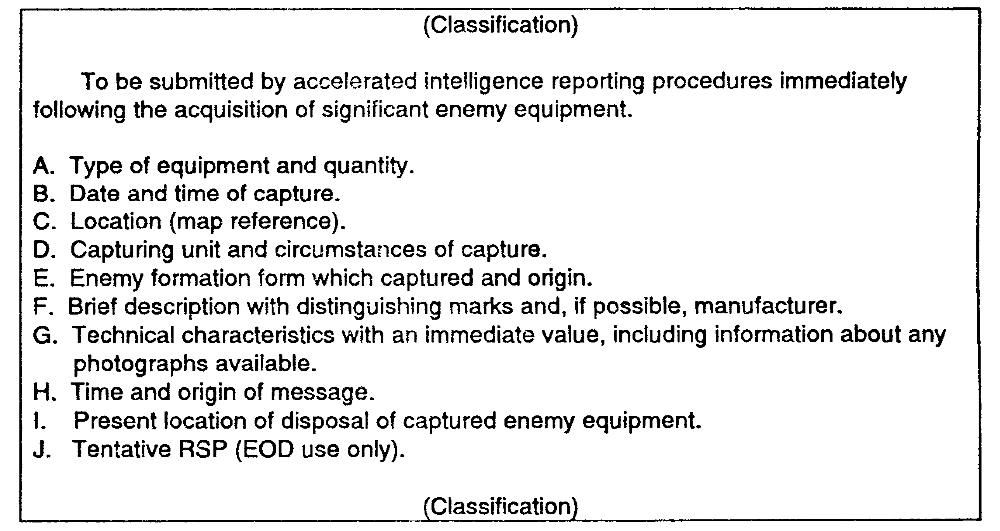 (Classification)
To be submitted by accelerated intelligence reporting procedures immediately
following the acquisition of significant enemy equipment.
A. Type of equipment and quantity.
B. Date and time of capture.
C. Location (map reference).
D. Capturing unit and circumstances of capture.
E. Enemy formation form which captured and origin.
F. Brief description with distinguishing marks and, if possible, manufacturer.
G. Technical characteristics with an immediate value, including information about any
photographs available.
H. Time and origin of message.
I. Present location of disposal of captured enemy equipment.
J. Tentative RSP (EOD use only).
(Classification)